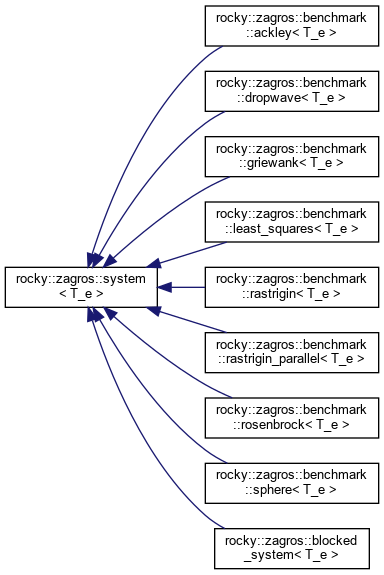 rocky::zagros::benchmark
::ackley< T_e >
rocky::zagros::benchmark
::dropwave< T_e >
rocky::zagros::benchmark
::griewank< T_e >
rocky::zagros::benchmark
::least_squares< T_e >
rocky::zagros::system
< T_e >
rocky::zagros::benchmark
::rastrigin< T_e >
rocky::zagros::benchmark
::rastrigin_parallel< T_e >
rocky::zagros::benchmark
::rosenbrock< T_e >
rocky::zagros::benchmark
::sphere< T_e >
rocky::zagros::blocked
_system< T_e >